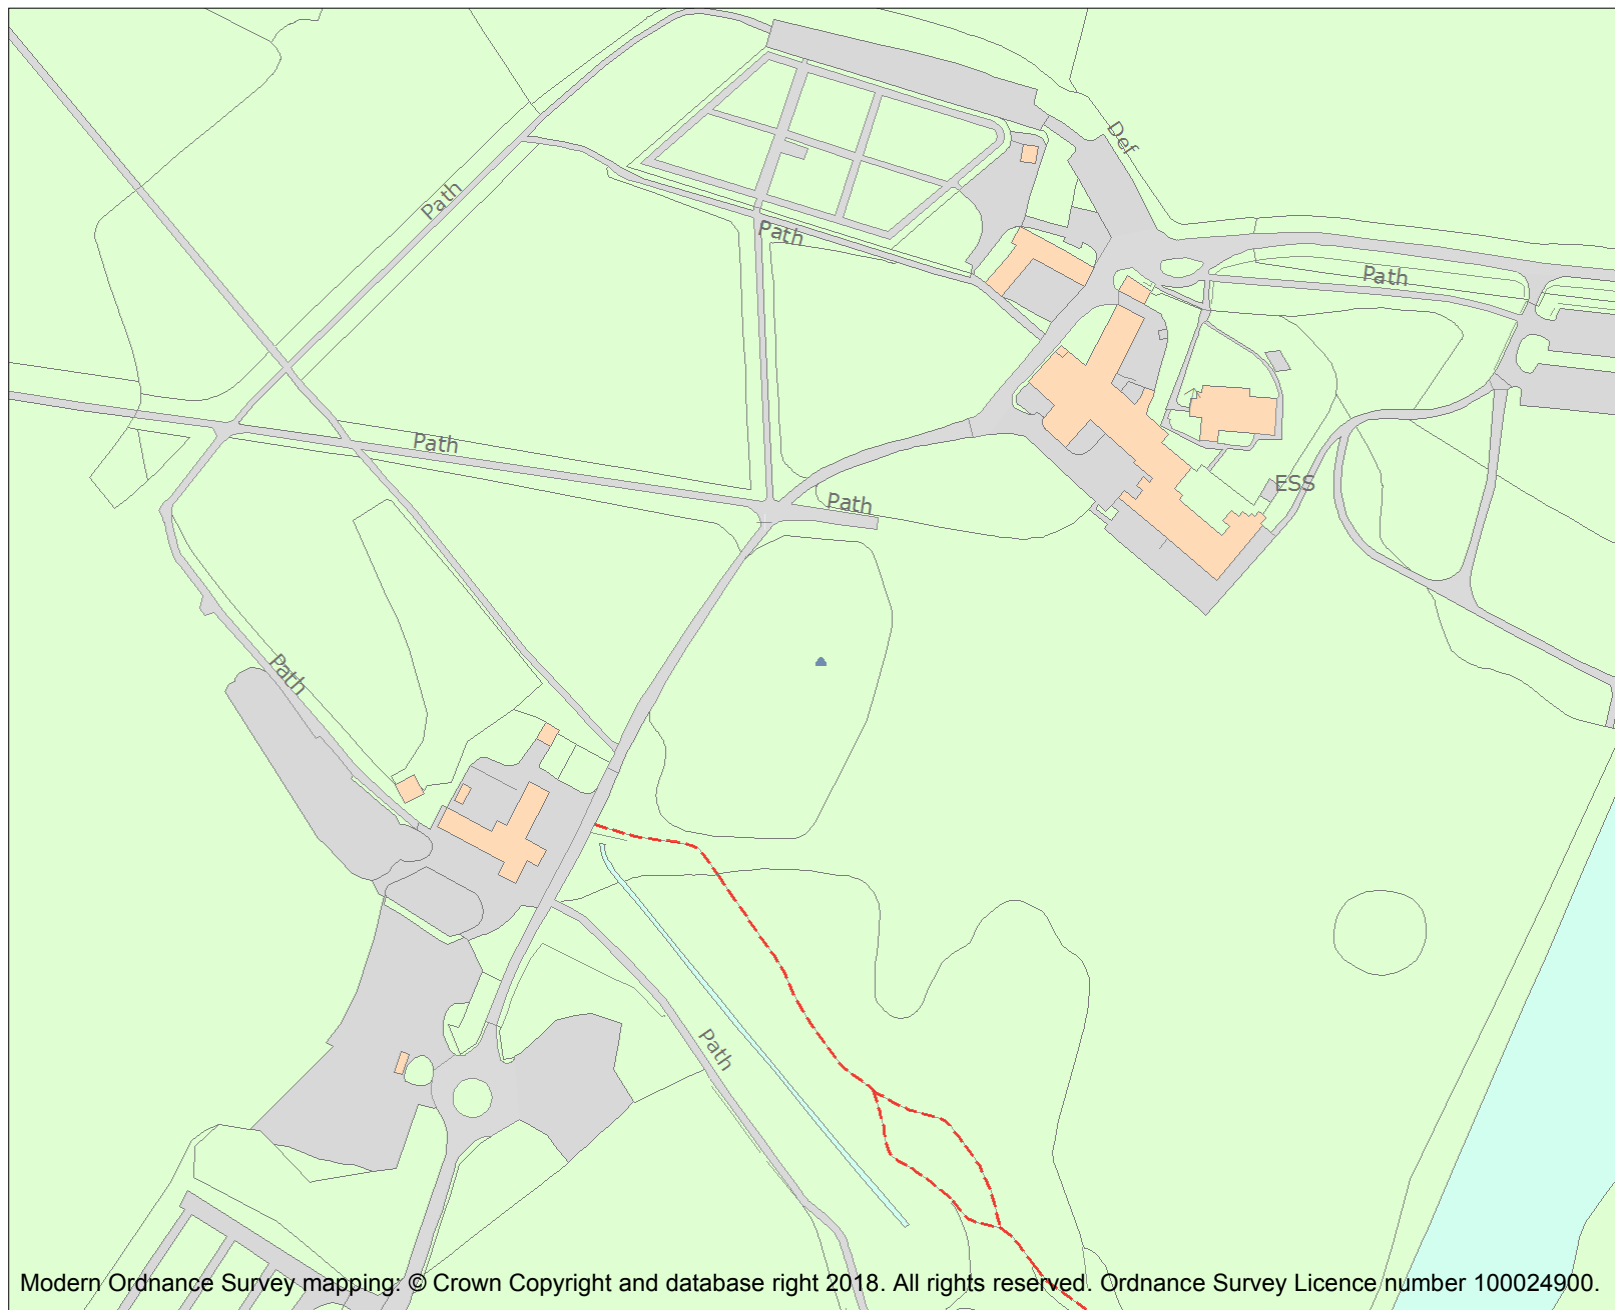 Def
Path
Path
Path
Path
ESS
Path
Path
Path
Modern Ordnance Survey mapping: © Crown Copyright and database right 2018. All rights reserved. Ordnance Survey Licence number 100024900.